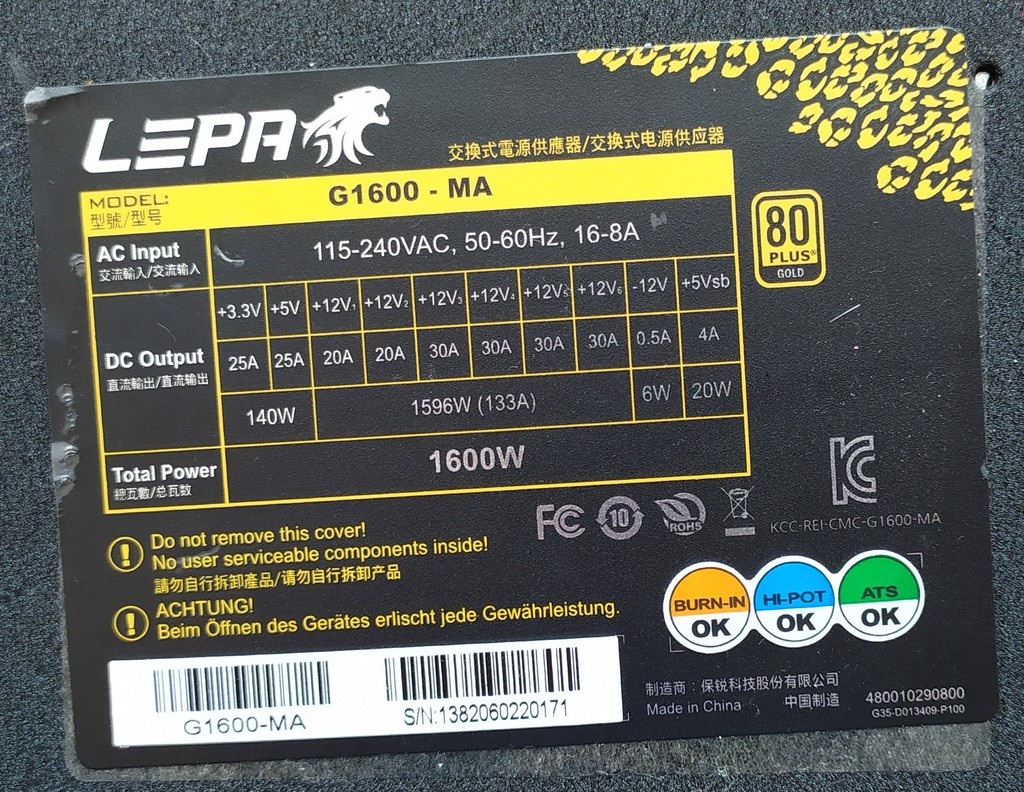 LEPA
交換式電源供應器/交换式电源供应器
MODEL: G1600 - MA
型號/型号
AC Input 115-240VAC, 50-60Hz, 16-8A
交流輸入/交流输入
+3.3V +5V +12V1 +12V2 +12V3 +12V4 +12V5 +12V6 -12V +5Vsb
DC Output 25A 25A 20A 20A 30A 30A 30A 30A 0.5A 4A
直流輸出/直流输出
140W 1596W (133A) 6W 20W
Total Power 1600W
總瓦數/总瓦数
80
PLUS®
GOLD
FC 10 ROHS
KC
KCC-REI-CMC-G1600-MA
Do not remove this cover!
No user serviceable components inside!
請勿自行拆卸產品/请勿自行拆卸产品
ACHTUNG!
Beim Öffnen des Gerätes erlischt jede Gewährleistung.
BURN-IN HI-POT ATS
OK OK OK
G1600-MA S/N:1382060220171
制造商：保锐科技股份有限公司
Made in China 中国制造
480010290800
G35-D013409-P100